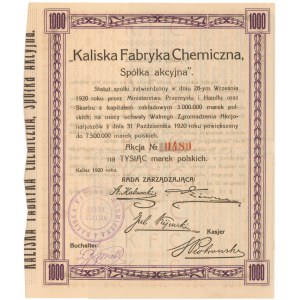 1000 1000
„Kaliska Fabryka Chemiczna,
Spółka akcyjna".
Statut spółki zatwierdzony w dniu 28-ym Września
1920 roku przez Ministerstwo Przemysłu i Handlu oraz
Skarbu z kapitałem zakładowym 3.000.000 marek pol-
skich, na mocy uchwały Walnego Zgromadzenia Akcjo-
narjuszów z dnia 31 Października 1920 roku powiększony do
7.500.000 marek polskich.
Akcja № 0480
na TYSIĄC marek polskich.
Kalisz 1920 roku.
RADA ZARZĄDZAJĄCA:
Buchalter
Kasjer
1000 1000
KALISKA FABRYKA CHEMICZNA, SPÓŁKA AKCYJNA.